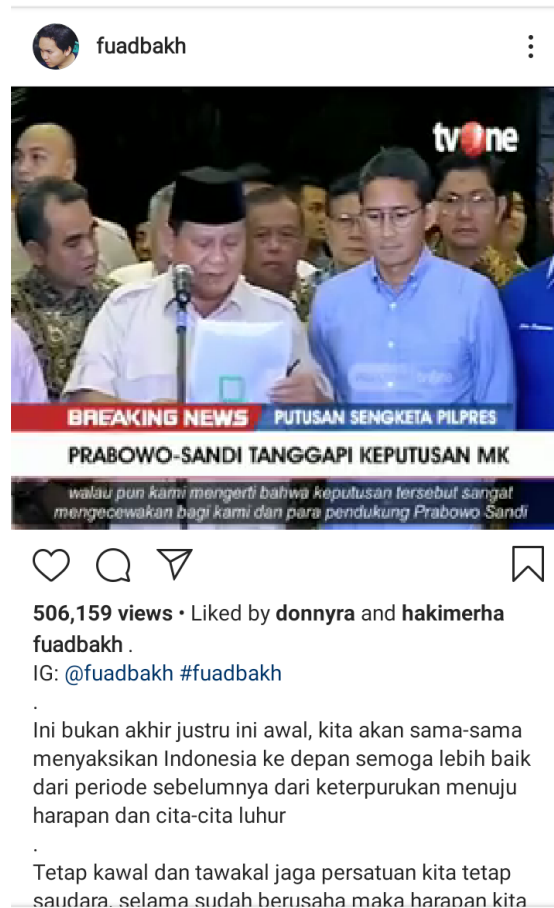 fuadbakh
tvOne
BREAKING NEWS PUTUSAN SENGKETA PILPRES
PRABOWO-SANDI TANGGAPI KEPUTUSAN MK
walau pun kami mengerti bahwa keputusan tersebut sangat
mengecewakan bagi kami dan para pendukung Prabowo Sandi
506,159 views • Liked by donnyra and hakimerha
fuadbakh .
IG: @fuadbakh #fuadbakh
.
Ini bukan akhir justru ini awal, kita akan sama-sama
menyaksikan Indonesia ke depan semoga lebih baik
dari periode sebelumnya dari keterpurukan menuju
harapan dan cita-cita luhur
.
Tetap kawal dan tawakal jaga persatuan kita tetap
saudara, selama sudah berusaha maka harapan kita